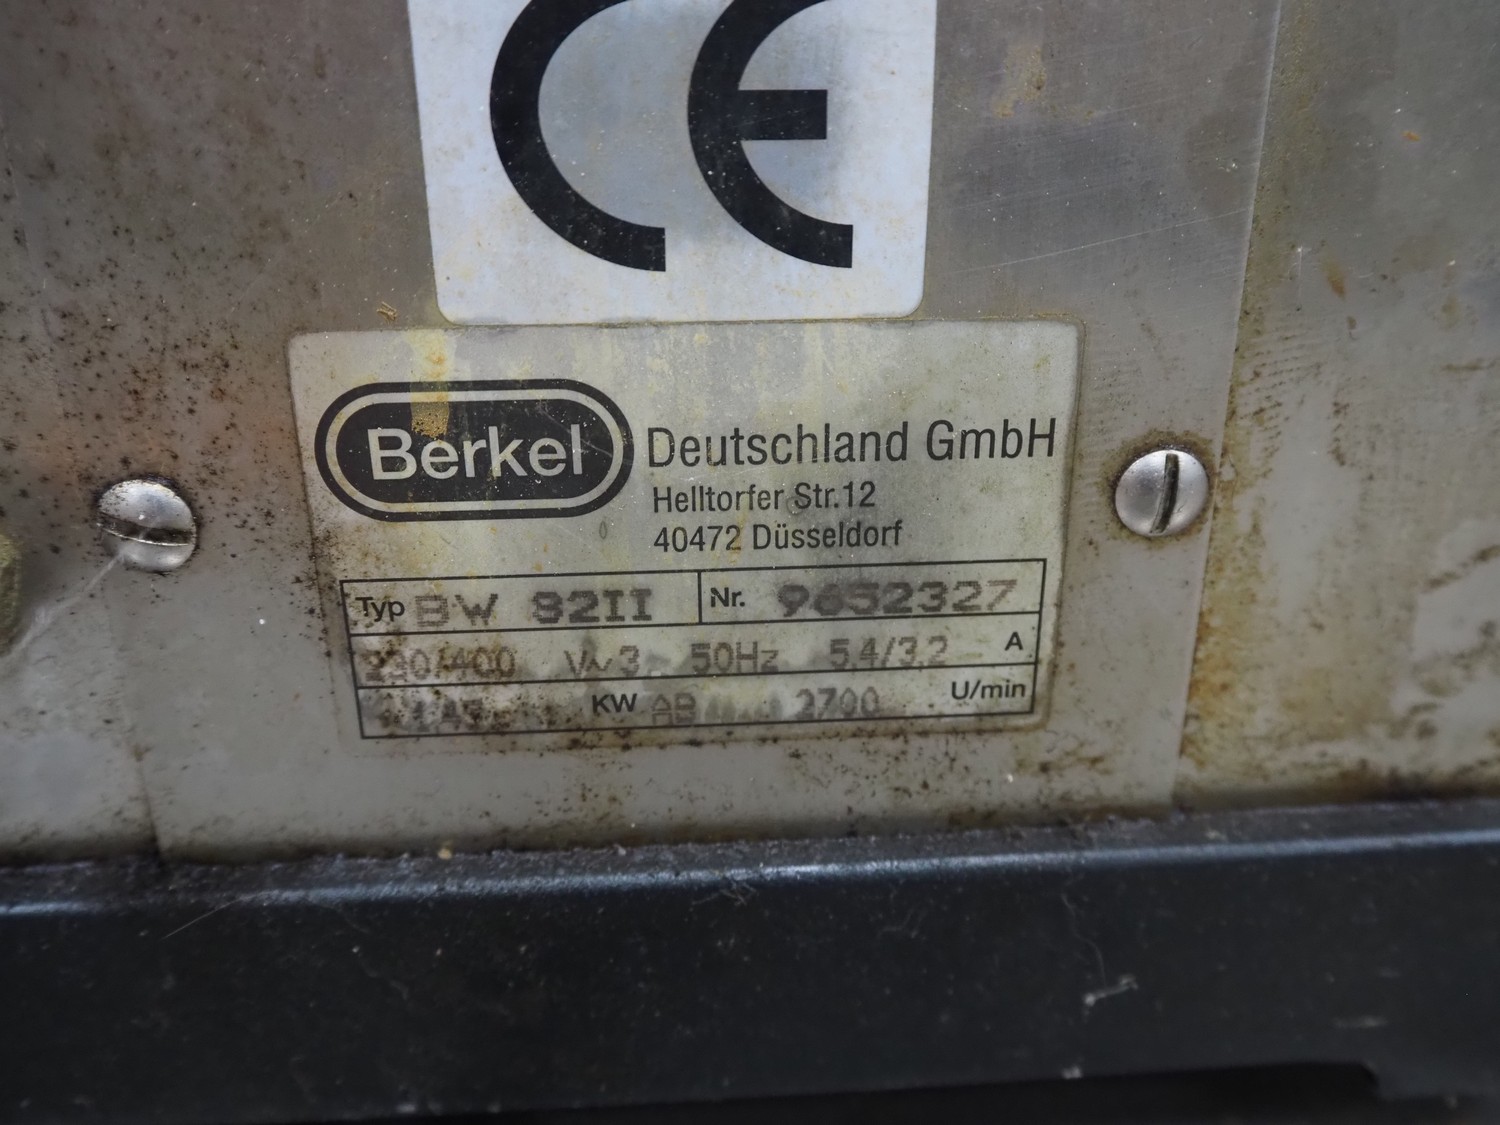 CE
Berkel Deutschland GmbH
Helltorfer Str.12
40472 Düsseldorf
Typ BW 82II Nr. 9652327
230/400 V~3 50Hz 5,4/3,2 A
KW AB 2700 U/min